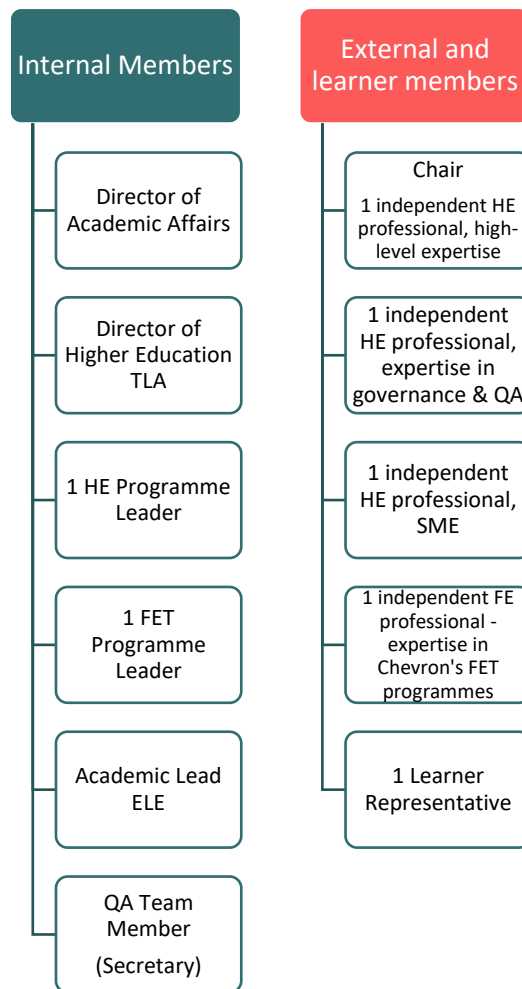 Internal Members
Director of
Academic Affairs
Director of
Higher Education
TLA
1 HE Programme
Leader
1 FET
Programme
Leader
Academic Lead
ELE
QA Team
Member
(Secretary)
External and
learner members
Chair
1 independent HE
professional, high-
level expertise
1 independent
HE professional,
expertise in
governance & QA
1 independent
HE professional,
SME
1 independent FE
professional -
expertise in
Chevron's FET
programmes
1 Learner
Representative